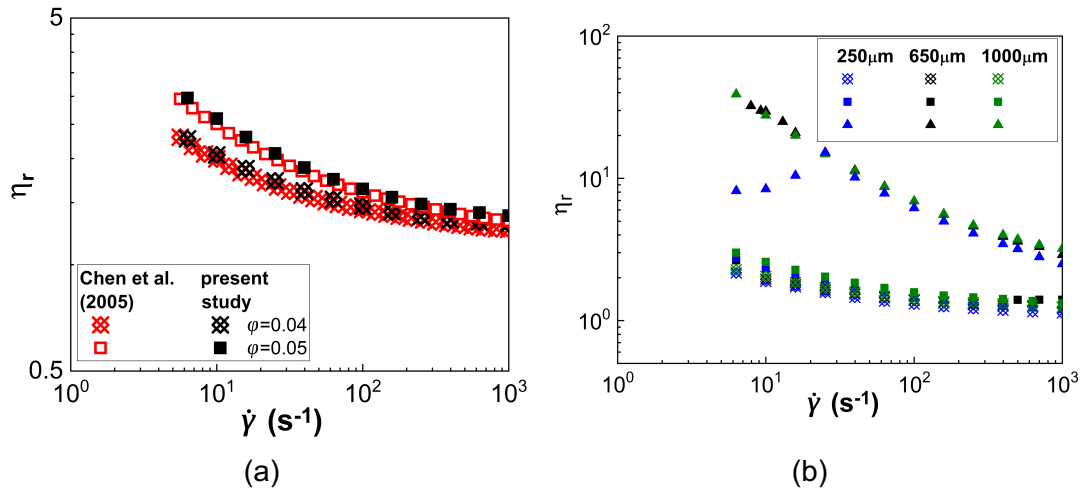 5
η_r
0.5
10^0 10^1 10^2 10^3
γ̇ (s^-1)
Chen et al. present
(2005) study
φ=0.04
φ=0.05
(a)
10^2
10^1
η_r
10^0
10^0 10^1 10^2 10^3
γ̇ (s^-1)
250μm 650μm 1000μm
(b)